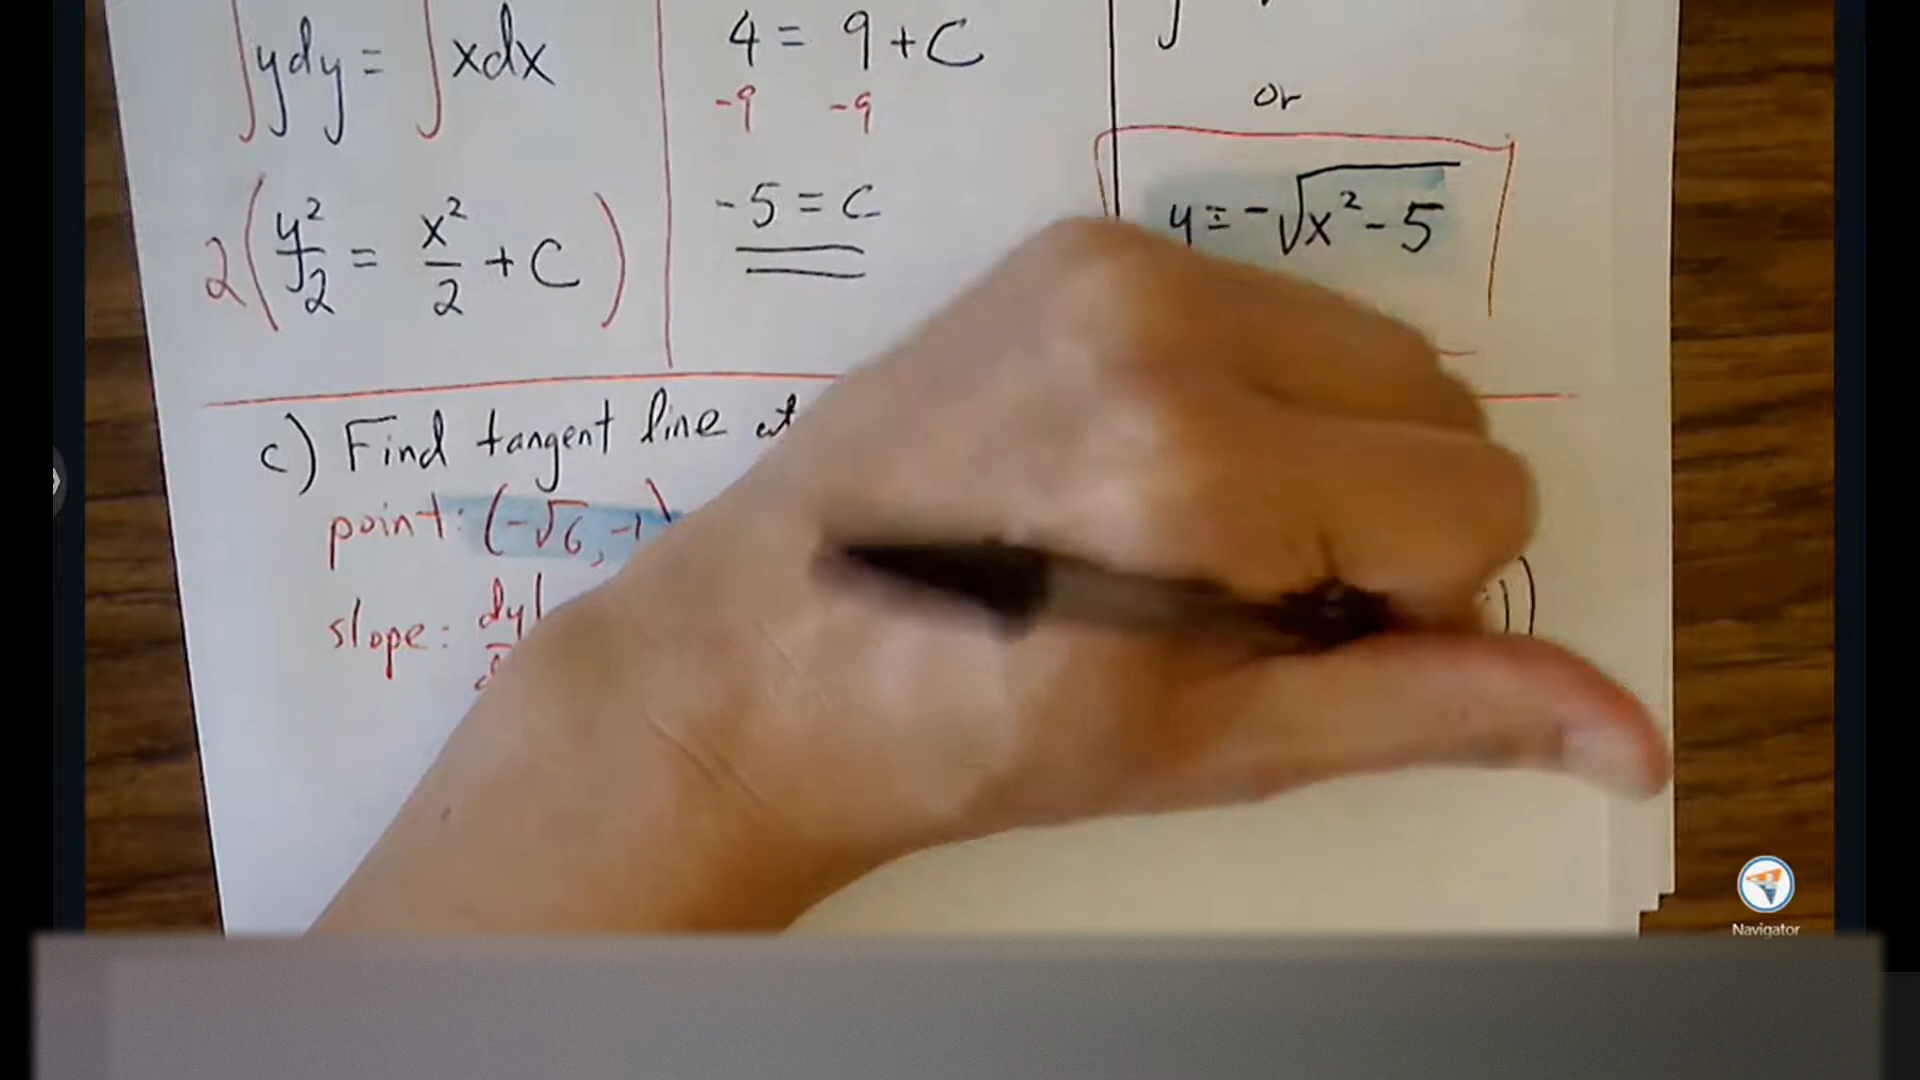 ∫ydy = ∫xdx
2(y²/2 = x²/2 + C)
4 = 9 + C
-9 -9
-5 = C
or
y = -√x²-5
c) Find tangent line at
point: (-√6, -1)
slope: dy
Navigator